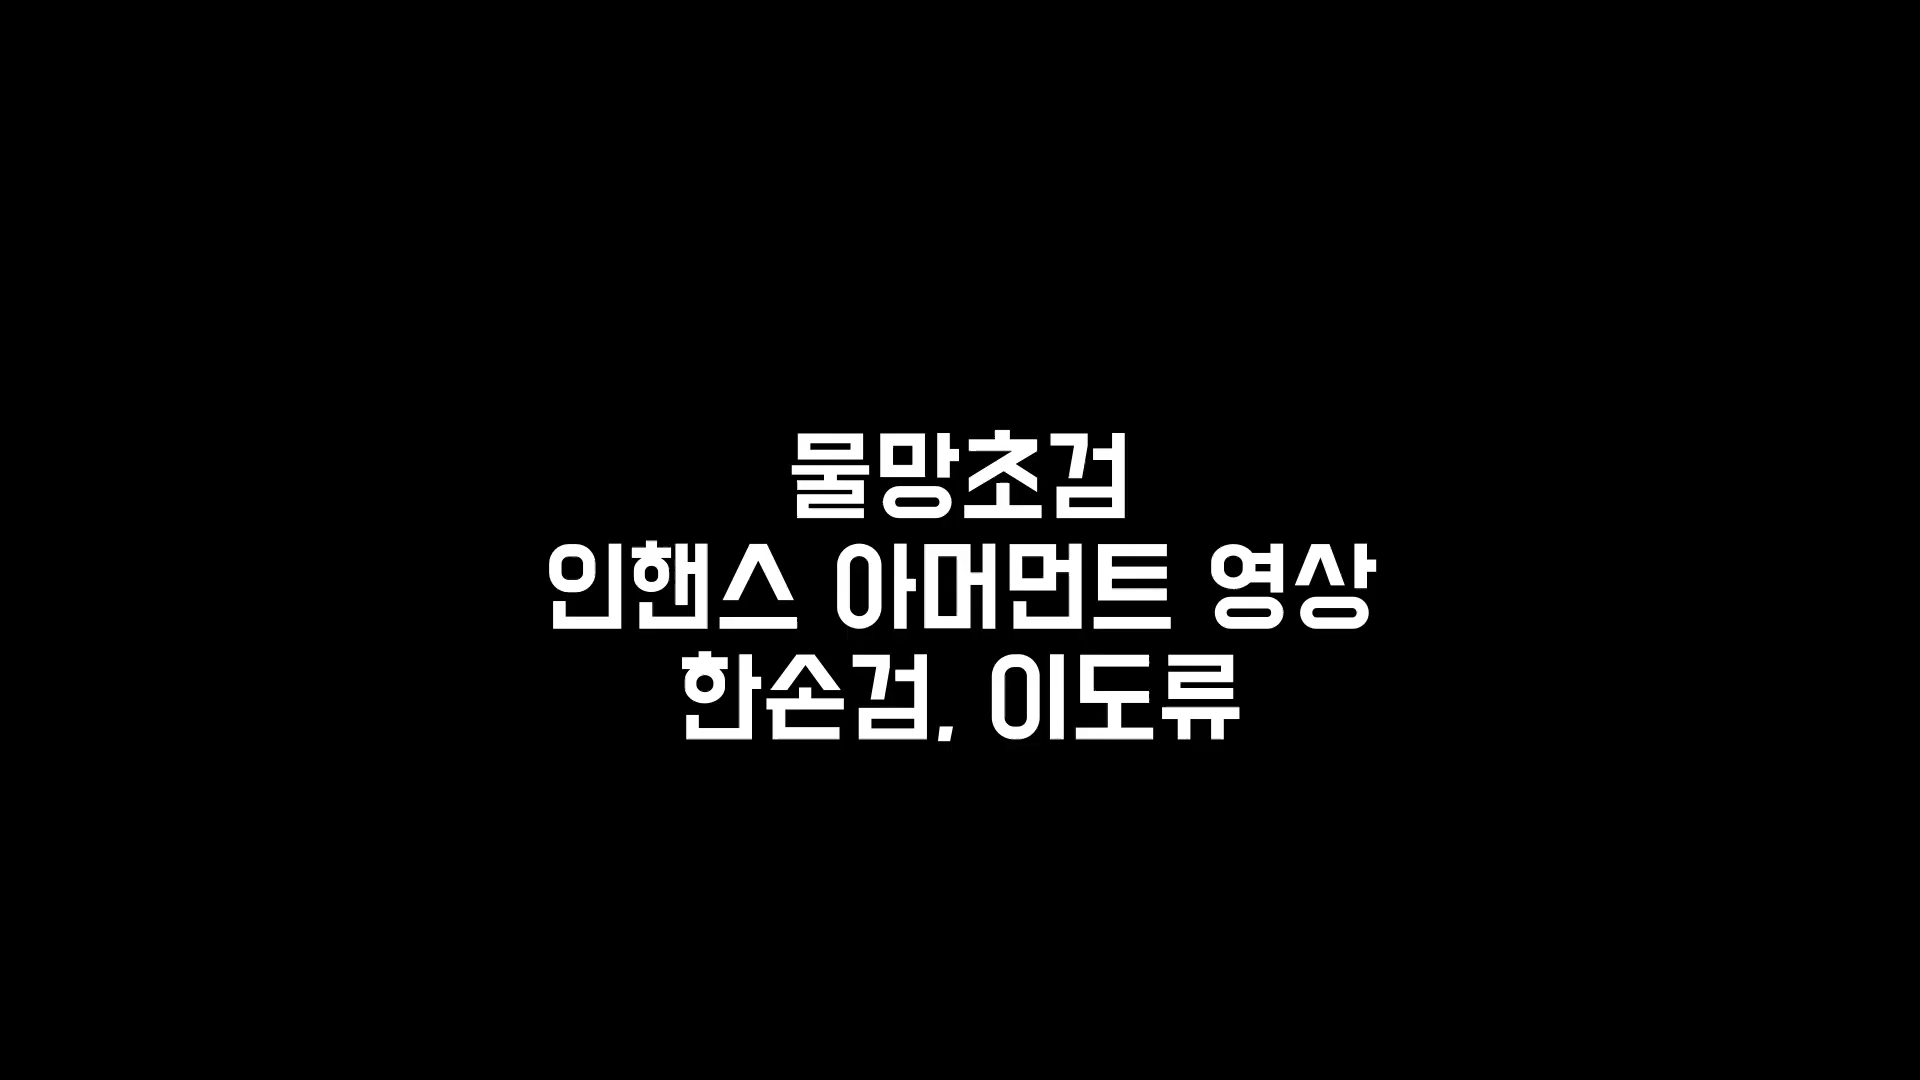 물망초검
인핸스 아머먼트 영상
한손검, 이도류